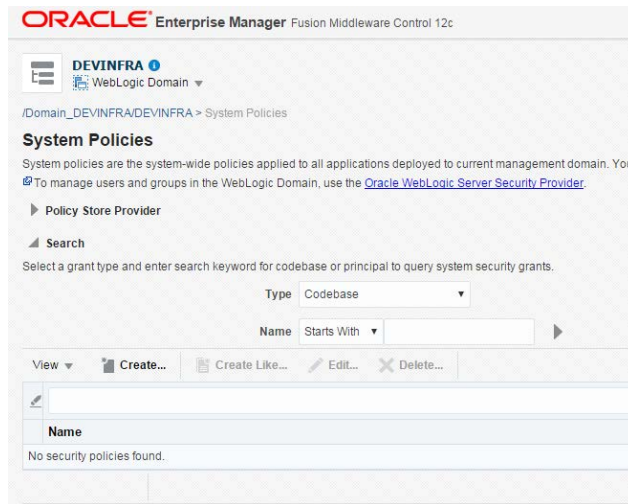 ORACLE Enterprise Manager Fusion Middleware Control 12c
DEVINFRA
WebLogic Domain
/Domain_DEVINFRA/DEVINFRA > System Policies
System Policies
System policies are the system-wide policies applied to all applications deployed to current management domain. You
To manage users and groups in the WebLogic Domain, use the Oracle WebLogic Server Security Provider.
Policy Store Provider
Search
Select a grant type and enter search keyword for codebase or principal to query system security grants.
Type Codebase
Name Starts With
View Create... Create Like... Edit... Delete...
Name
No security policies found.